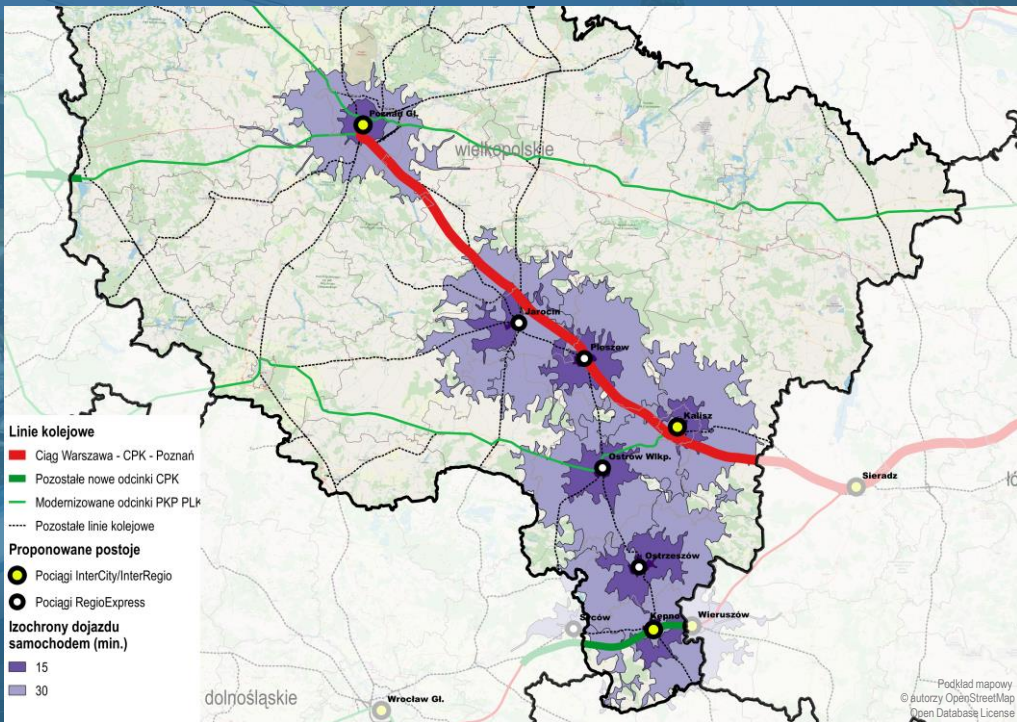 Poznań Gł.
wielkopolskie
Jarocin
Pleszew
Kalisz
Ostrów Wlkp.
Sieradz
Ostrzeszów
Syców
Kępno
Wieruszów
dolnośląskie
Wrocław Gł.
Linie kolejowe
Ciąg Warszawa - CPK - Poznań
Pozostałe nowe odcinki CPK
Modernizowane odcinki PKP PLK
Pozostałe linie kolejowe
Proponowane postoje
Pociągi InterCity/InterRegio
Pociągi RegioExpress
Izochrony dojazdu
samochodem (min.)
15
30
Podkład mapowy
© autorzy OpenStreetMap
Open Database License